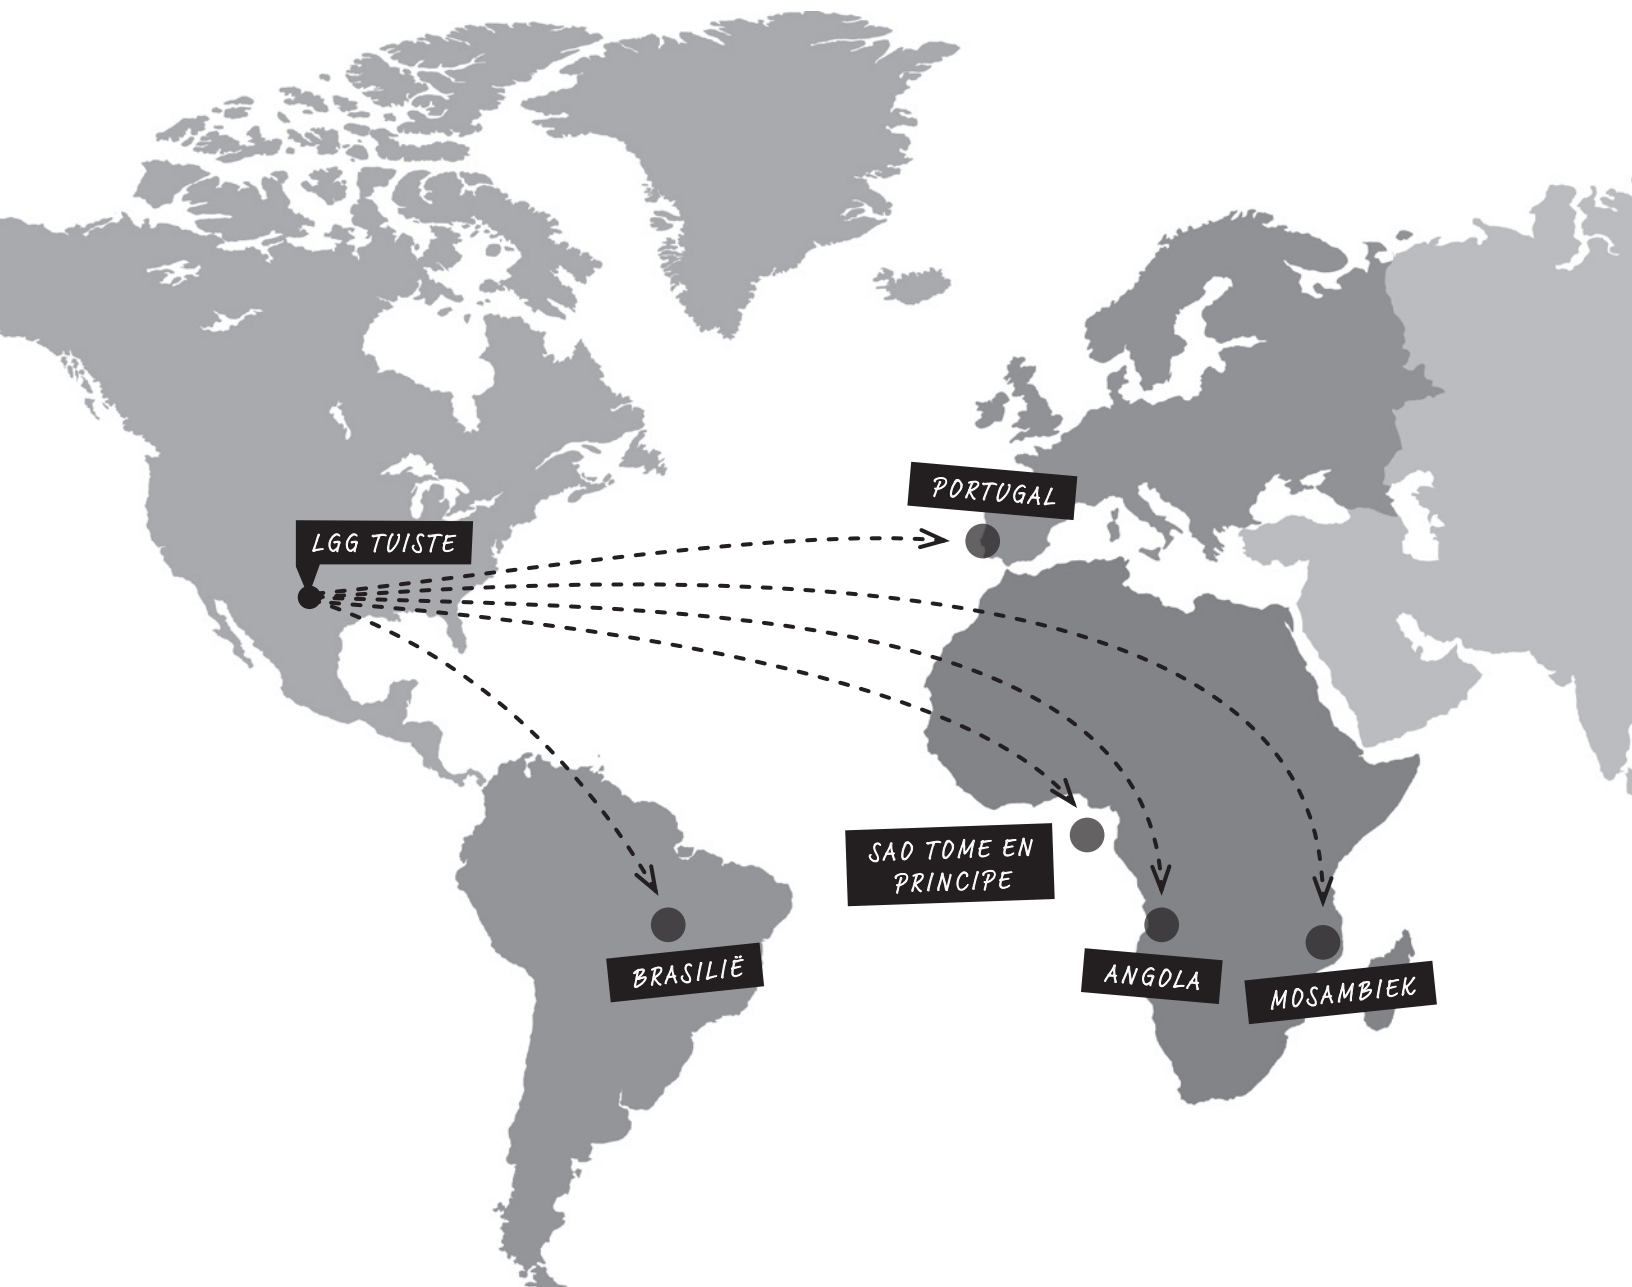 PORTUGAL
LGG TUISTE
SAO TOME EN
PRINCIPE
BRASILIË
ANGOLA
MOSAMBIEK